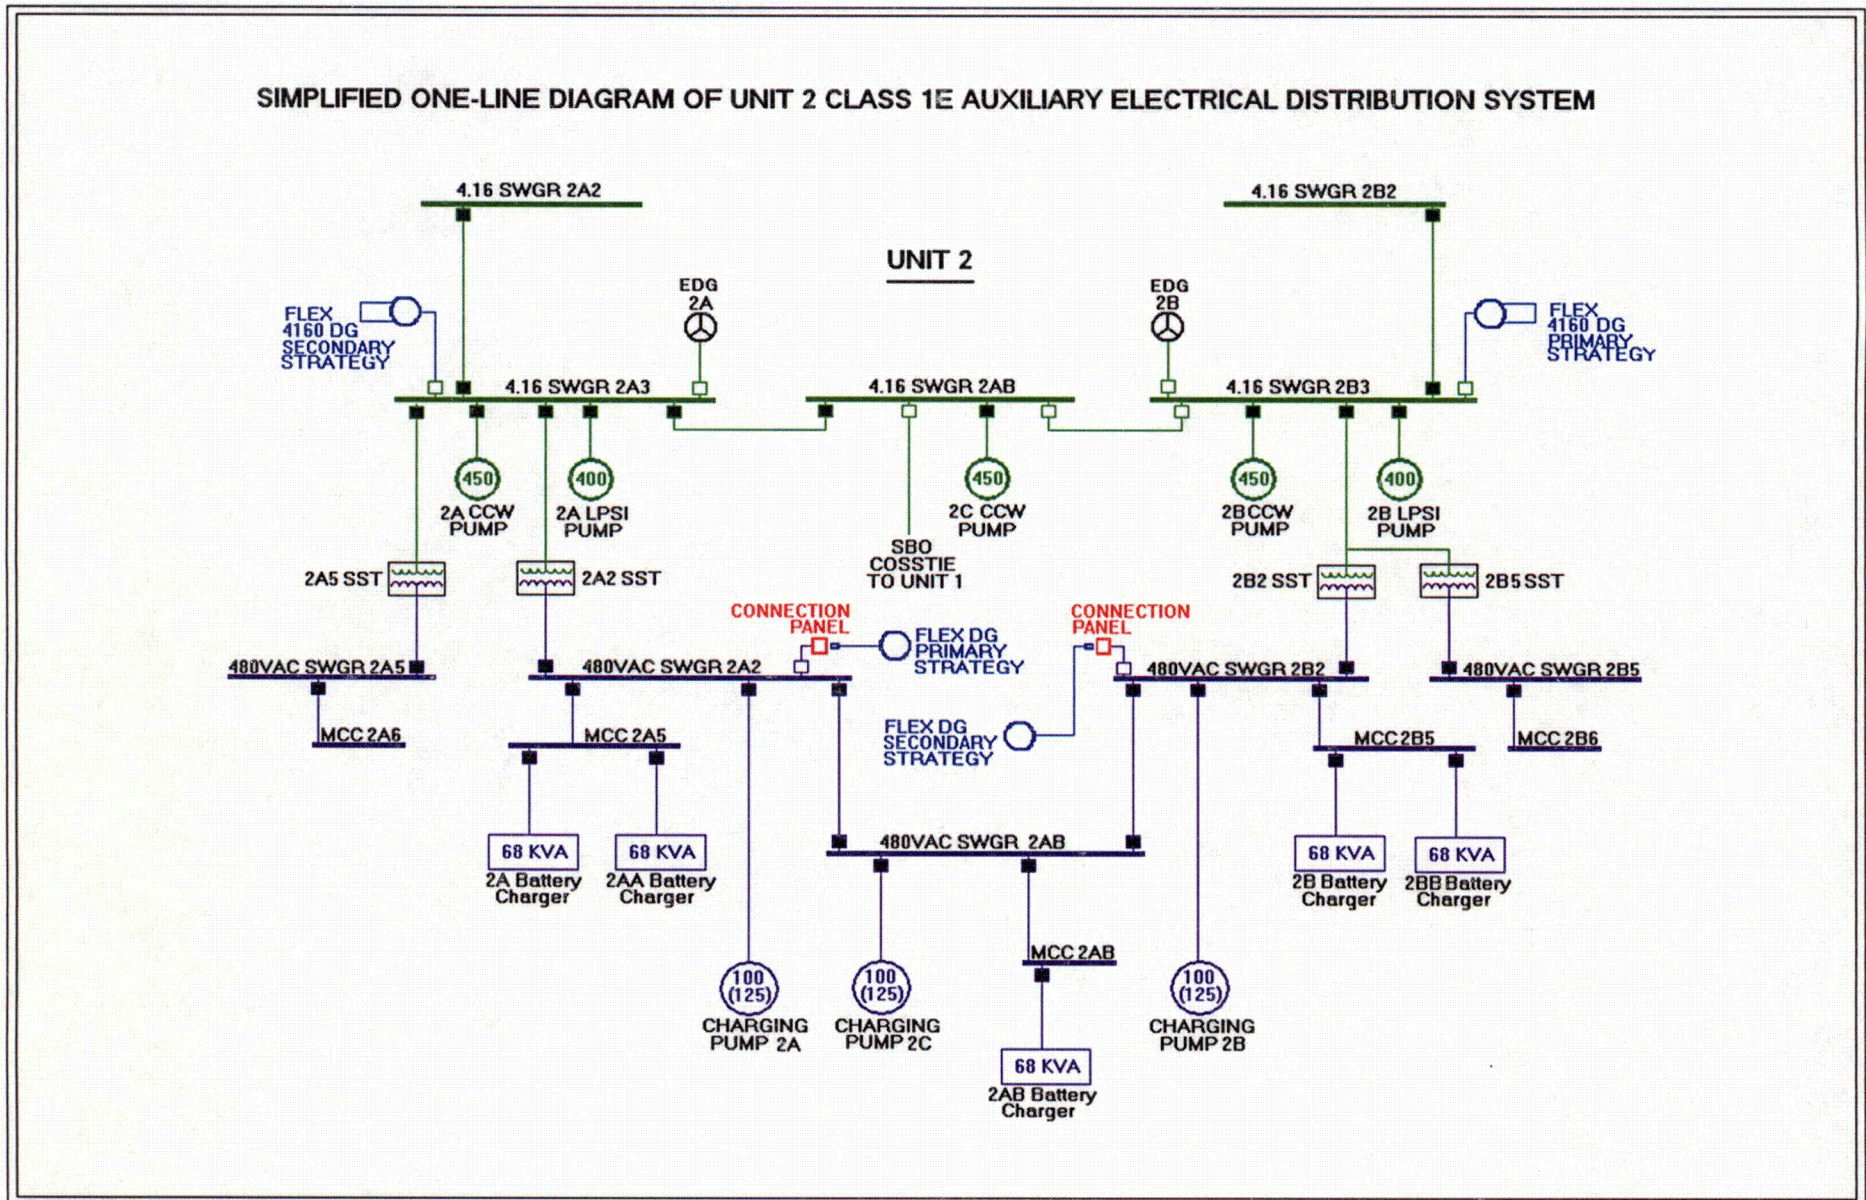 SIMPLIFIED ONE-LINE DIAGRAM OF UNIT 2 CLASS 1E AUXILIARY ELECTRICAL DISTRIBUTION SYSTEM
4.16 SWGR 2A2
4.16 SWGR 2B2
UNIT 2
EDG
2A
EDG
2B
FLEX
4160 DG
SECONDARY
STRATEGY
FLEX
4160 DG
PRIMARY
STRATEGY
4.16 SWGR 2A3
4.16 SWGR 2AB
4.16 SWGR 2B3
450
2A CCW
PUMP
400
2A LPSI
PUMP
450
2C CCW
PUMP
450
2BCCW
PUMP
400
2B LPSI
PUMP
SBO
COSSTIE
TO UNIT 1
2A5 SST
2A2 SST
2B2 SST
2B5 SST
CONNECTION
PANEL
FLEX DG
PRIMARY
STRATEGY
CONNECTION
PANEL
480VAC SWGR 2A5
480VAC SWGR 2A2
480VAC SWGR 2B2
480VAC SWGR 2B5
FLEX DG
SECONDARY
STRATEGY
MCC 2A6
MCC 2A5
MCC 2B5
MCC 2B6
68 KVA
2A Battery
Charger
68 KVA
2AA Battery
Charger
480VAC SWGR 2AB
68 KVA
2B Battery
Charger
68 KVA
2BB Battery
Charger
MCC 2AB
100
(125)
CHARGING
PUMP 2A
100
(125)
CHARGING
PUMP 2C
100
(125)
CHARGING
PUMP 2B
68 KVA
2AB Battery
Charger